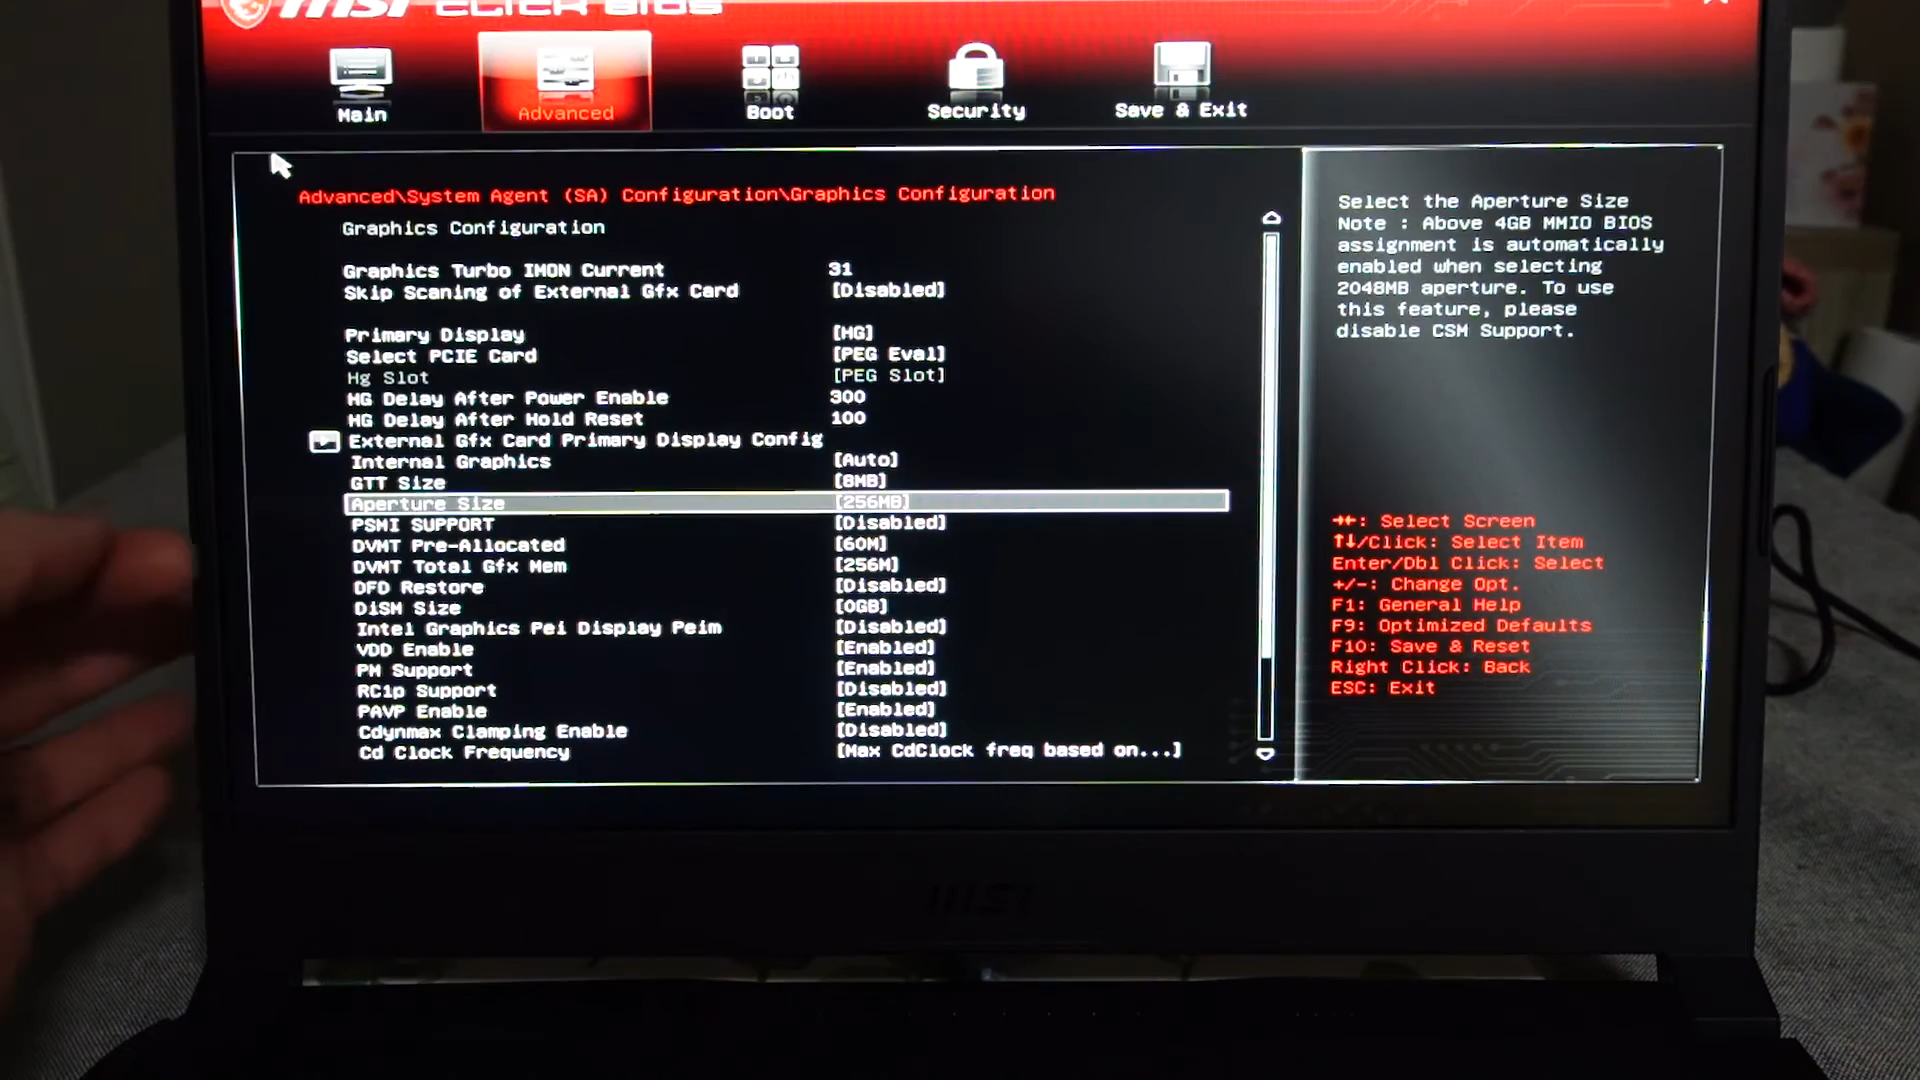 msi CLICK BIOS
Main
Advanced
Boot
Security
Save & Exit
Advanced\System Agent (SA) Configuration\Graphics Configuration
Graphics Configuration
Graphics Turbo IMON Current 31
Skip Scaning of External Gfx Card [Disabled]
Primary Display [HG]
Select PCIE Card [PEG Eval]
Hg Slot [PEG Slot]
HG Delay After Power Enable 300
HG Delay After Hold Reset 100
External Gfx Card Primary Display Config
Internal Graphics [Auto]
GTT Size [8MB]
Aperture Size [256MB]
PSMI SUPPORT [Disabled]
DVMT Pre-Allocated [60M]
DVMT Total Gfx Mem [256M]
DFD Restore [Disabled]
DiSM Size [0GB]
Intel Graphics Pei Display Peim [Disabled]
VDD Enable [Enabled]
PM Support [Enabled]
RC1p Support [Disabled]
PAVP Enable [Enabled]
Cdynmax Clamping Enable [Disabled]
Cd Clock Frequency [Max CdClock freq based on...]
Select the Aperture Size
Note : Above 4GB MMIO BIOS
assignment is automatically
enabled when selecting
2048MB aperture. To use
this feature, please
disable CSM Support.
→←: Select Screen
↑↓/Click: Select Item
Enter/Dbl Click: Select
+/-: Change Opt.
F1: General Help
F9: Optimized Defaults
F10: Save & Reset
Right Click: Back
ESC: Exit
msi